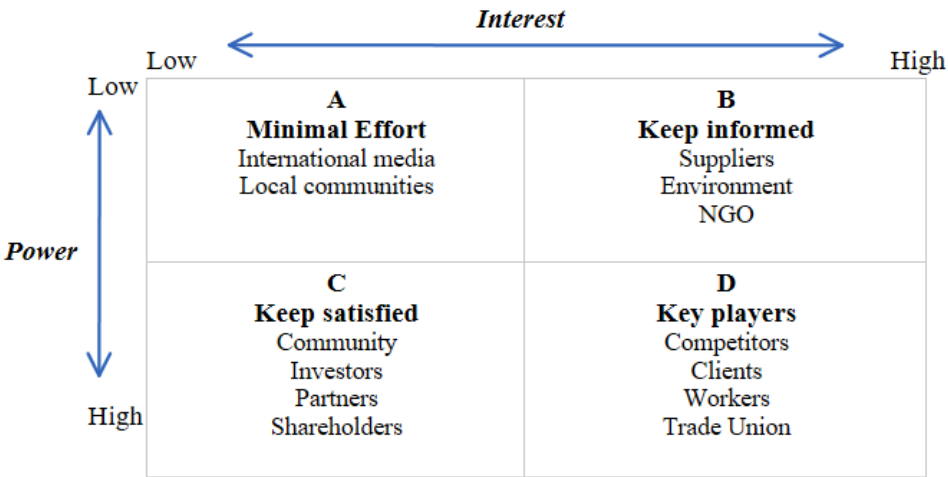 Interest
Low High
Low
A
Minimal Effort
International media
Local communities
B
Keep informed
Suppliers
Environment
NGO
Power
C
Keep satisfied
Community
Investors
Partners
Shareholders
D
Key players
Competitors
Clients
Workers
Trade Union
High